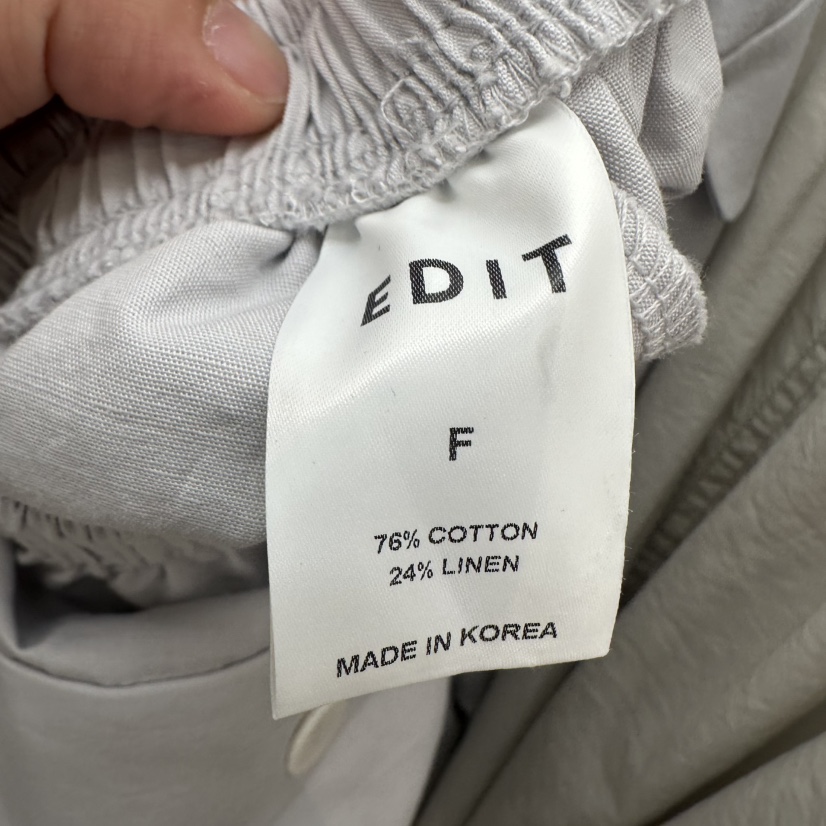 EDIT
F
76% COTTON
24% LINEN
MADE IN KOREA